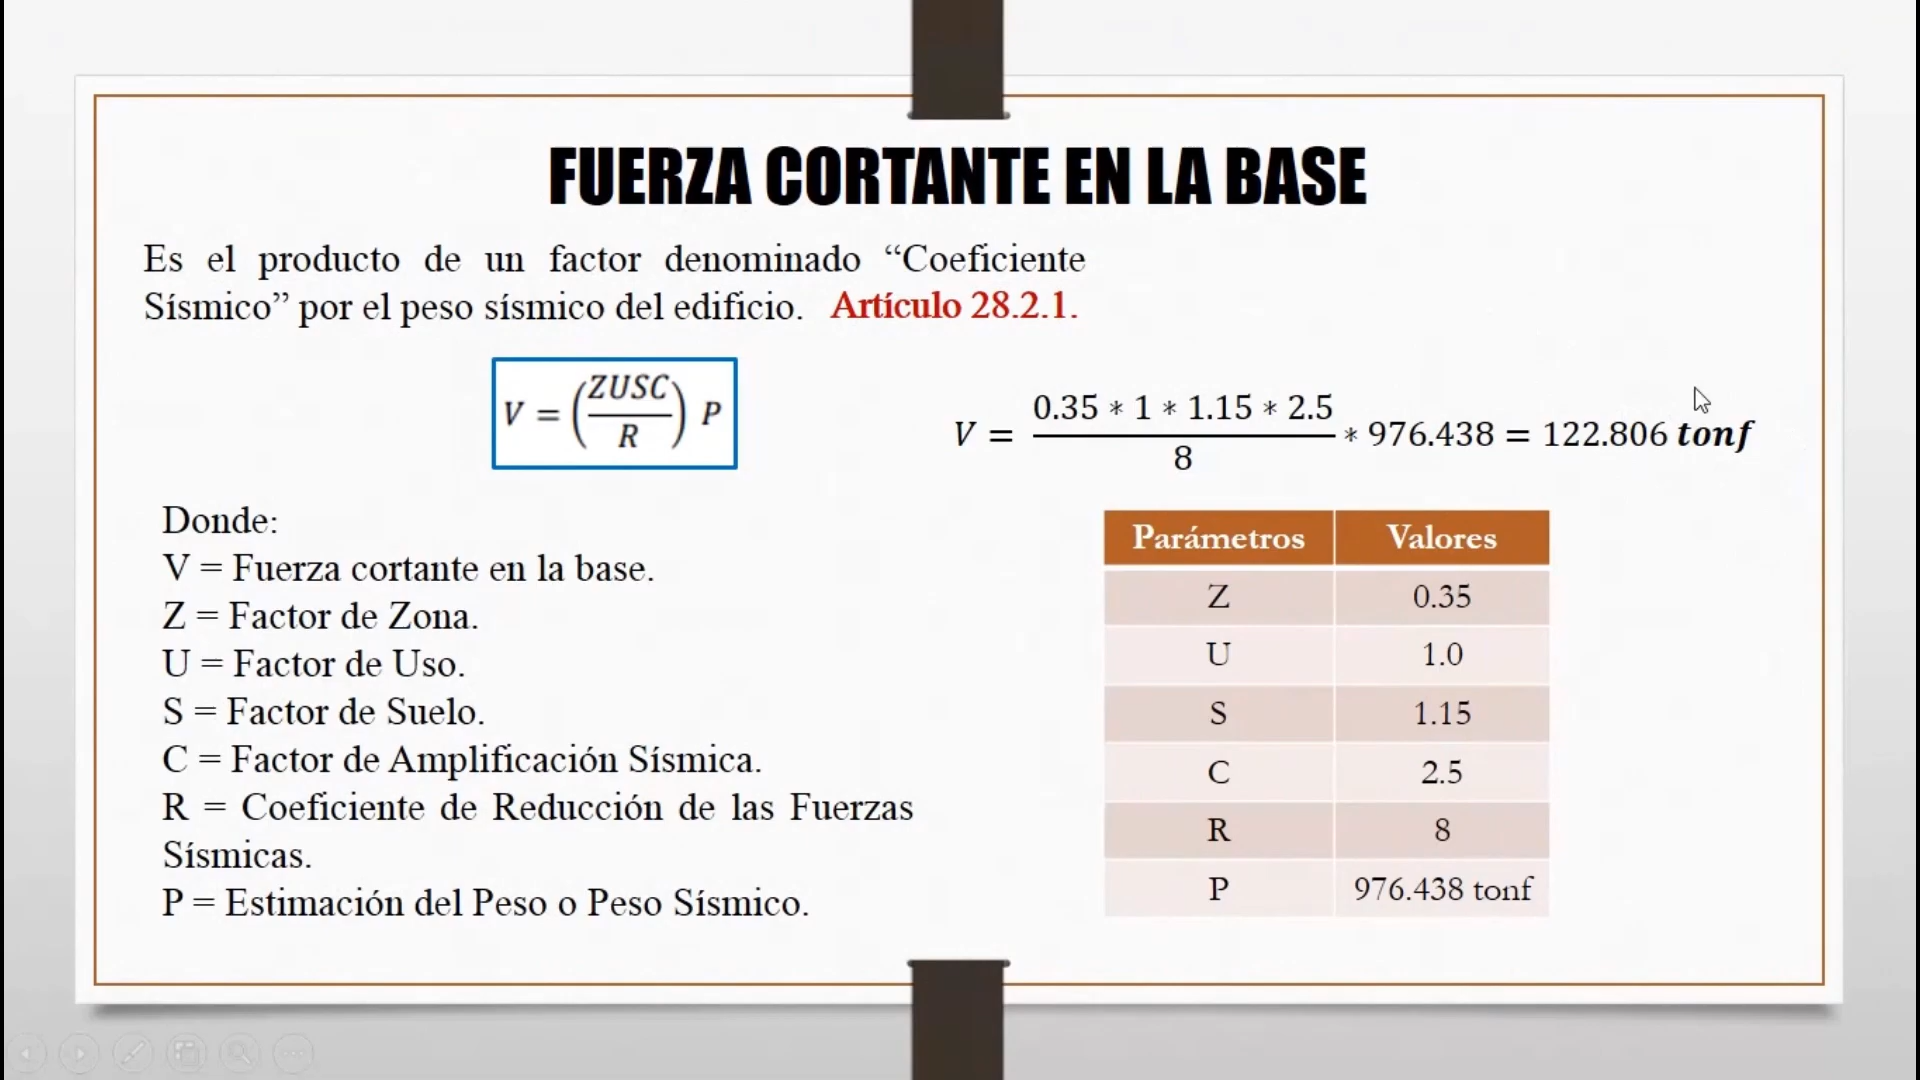 FUERZA CORTANTE EN LA BASE
Es el producto de un factor denominado “Coeficiente
Sísmico” por el peso sísmico del edificio. Artículo 28.2.1.
V = (ZUSC / R) P
V = (0.35 ∗ 1 ∗ 1.15 ∗ 2.5 / 8) ∗ 976.438 = 122.806 tonf
Donde:
V = Fuerza cortante en la base.
Z = Factor de Zona.
U = Factor de Uso.
S = Factor de Suelo.
C = Factor de Amplificación Sísmica.
R = Coeficiente de Reducción de las Fuerzas
Sísmicas.
P = Estimación del Peso o Peso Sísmico.
Parámetros Valores
Z 0.35
U 1.0
S 1.15
C 2.5
R 8
P 976.438 tonf